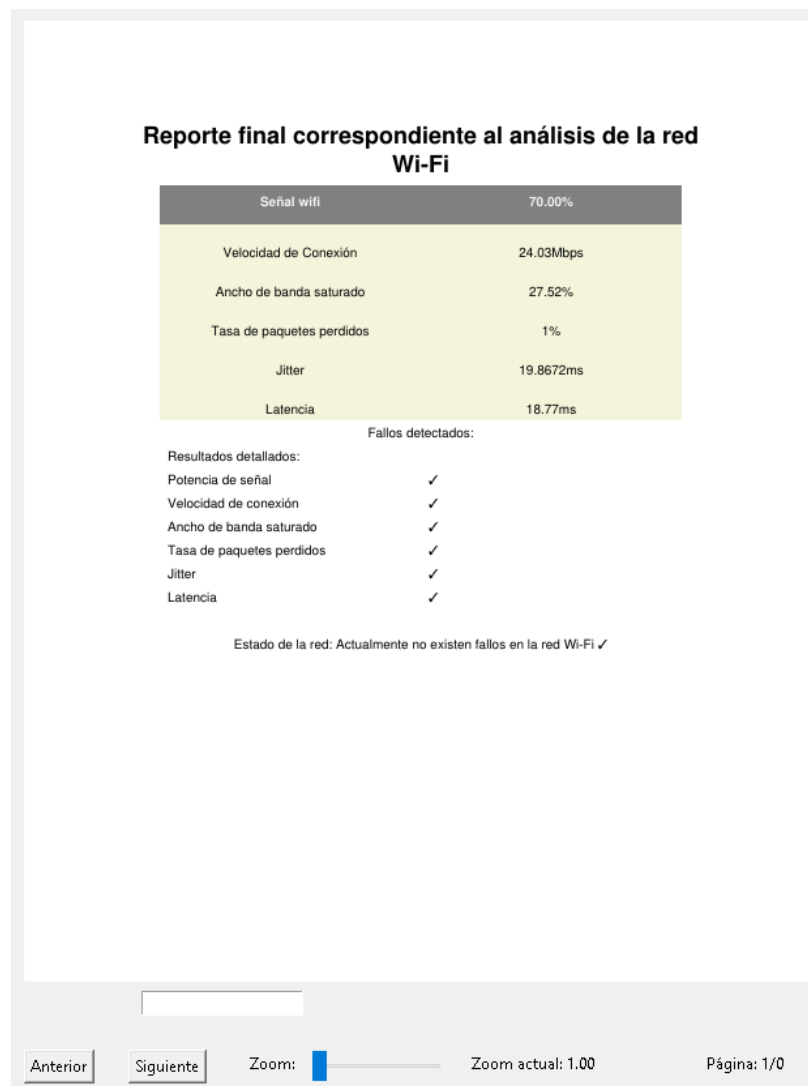 Reporte final correspondiente al análisis de la red
Wi-Fi
Señal wifi 70.00%
Velocidad de Conexión 24.03Mbps
Ancho de banda saturado 27.52%
Tasa de paquetes perdidos 1%
Jitter 19.8672ms
Latencia 18.77ms
Fallos detectados:
Resultados detallados:
Potencia de señal ✓
Velocidad de conexión ✓
Ancho de banda saturado ✓
Tasa de paquetes perdidos ✓
Jitter ✓
Latencia ✓
Estado de la red: Actualmente no existen fallos en la red Wi-Fi ✓
Anterior Siguiente Zoom: Zoom actual: 1.00 Página: 1/0